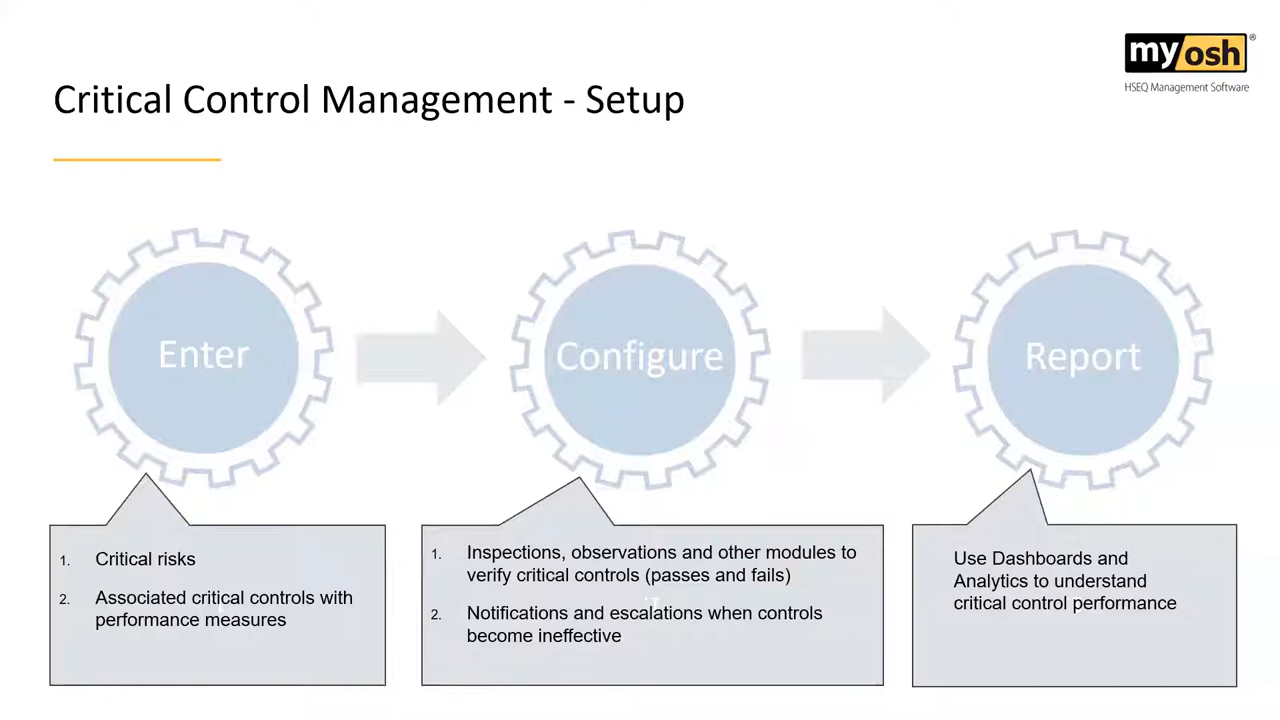 myosh®
HSEQ Management Software
Critical Control Management - Setup
Enter
Configure
Report
1. Critical risks
2. Associated critical controls with
performance measures
1. Inspections, observations and other modules to
verify critical controls (passes and fails)
2. Notifications and escalations when controls
become ineffective
Use Dashboards and
Analytics to understand
critical control performance